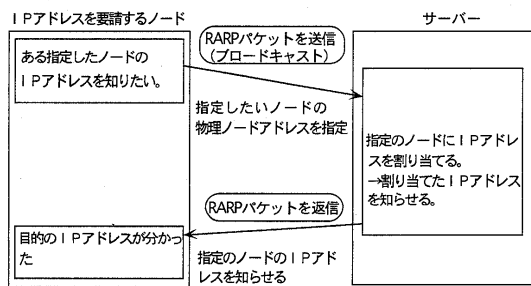 IPアドレスを要請するノード
サーバー
RARPパケットを送信
（ブロードキャスト）
ある指定したノードの
IPアドレスを知りたい。
指定したいノードの
物理ノードアドレスを指定
指定のノードにIPアドレ
スを割り当てる。
→割り当てたIPアドレス
を知らせる。
RARPパケットを返信
目的のIPアドレスが分かっ
た
指定のノードのIPアド
レスを知らせる